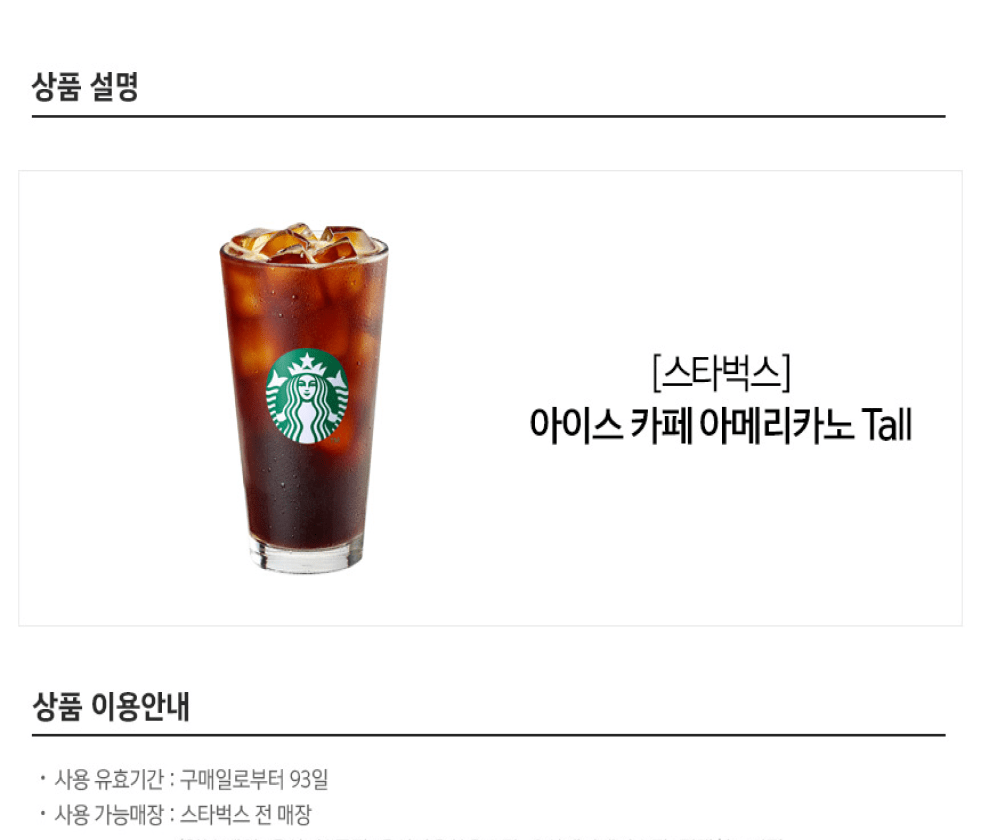 상품 설명
[스타벅스]
아이스 카페 아메리카노 Tall
상품 이용안내
· 사용 유효기간 : 구매일로부터 93일
· 사용 가능매장 : 스타벅스 전 매장